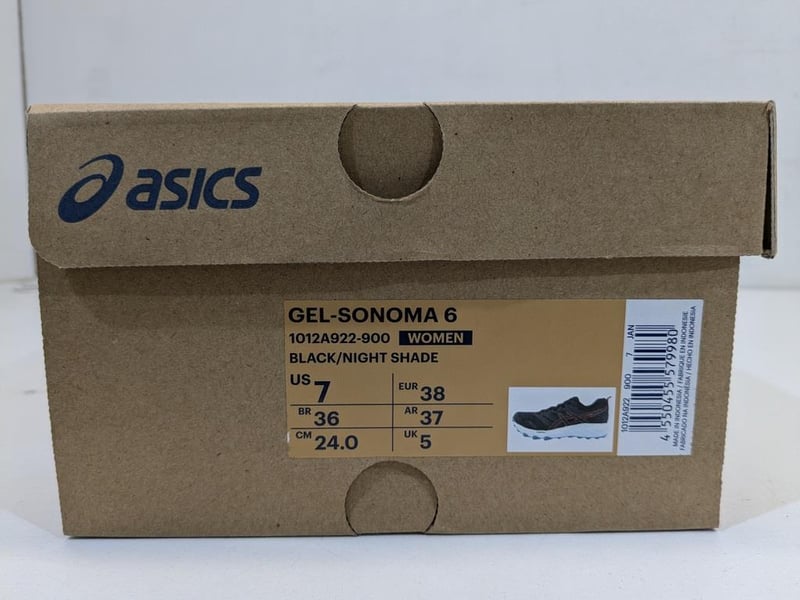 asics
GEL-SONOMA 6
1012A922-900 WOMEN
BLACK/NIGHT SHADE
US 7 EUR 38
BR 36 AR 37
CM 24.0 UK 5
1012A922 900 7 JAN
4 550455 579980
MADE IN INDONESIA / FABRIQUÉ EN INDONÉSIE
FABRICADO NA INDONÉSIA / HECHO EN INDONESIA